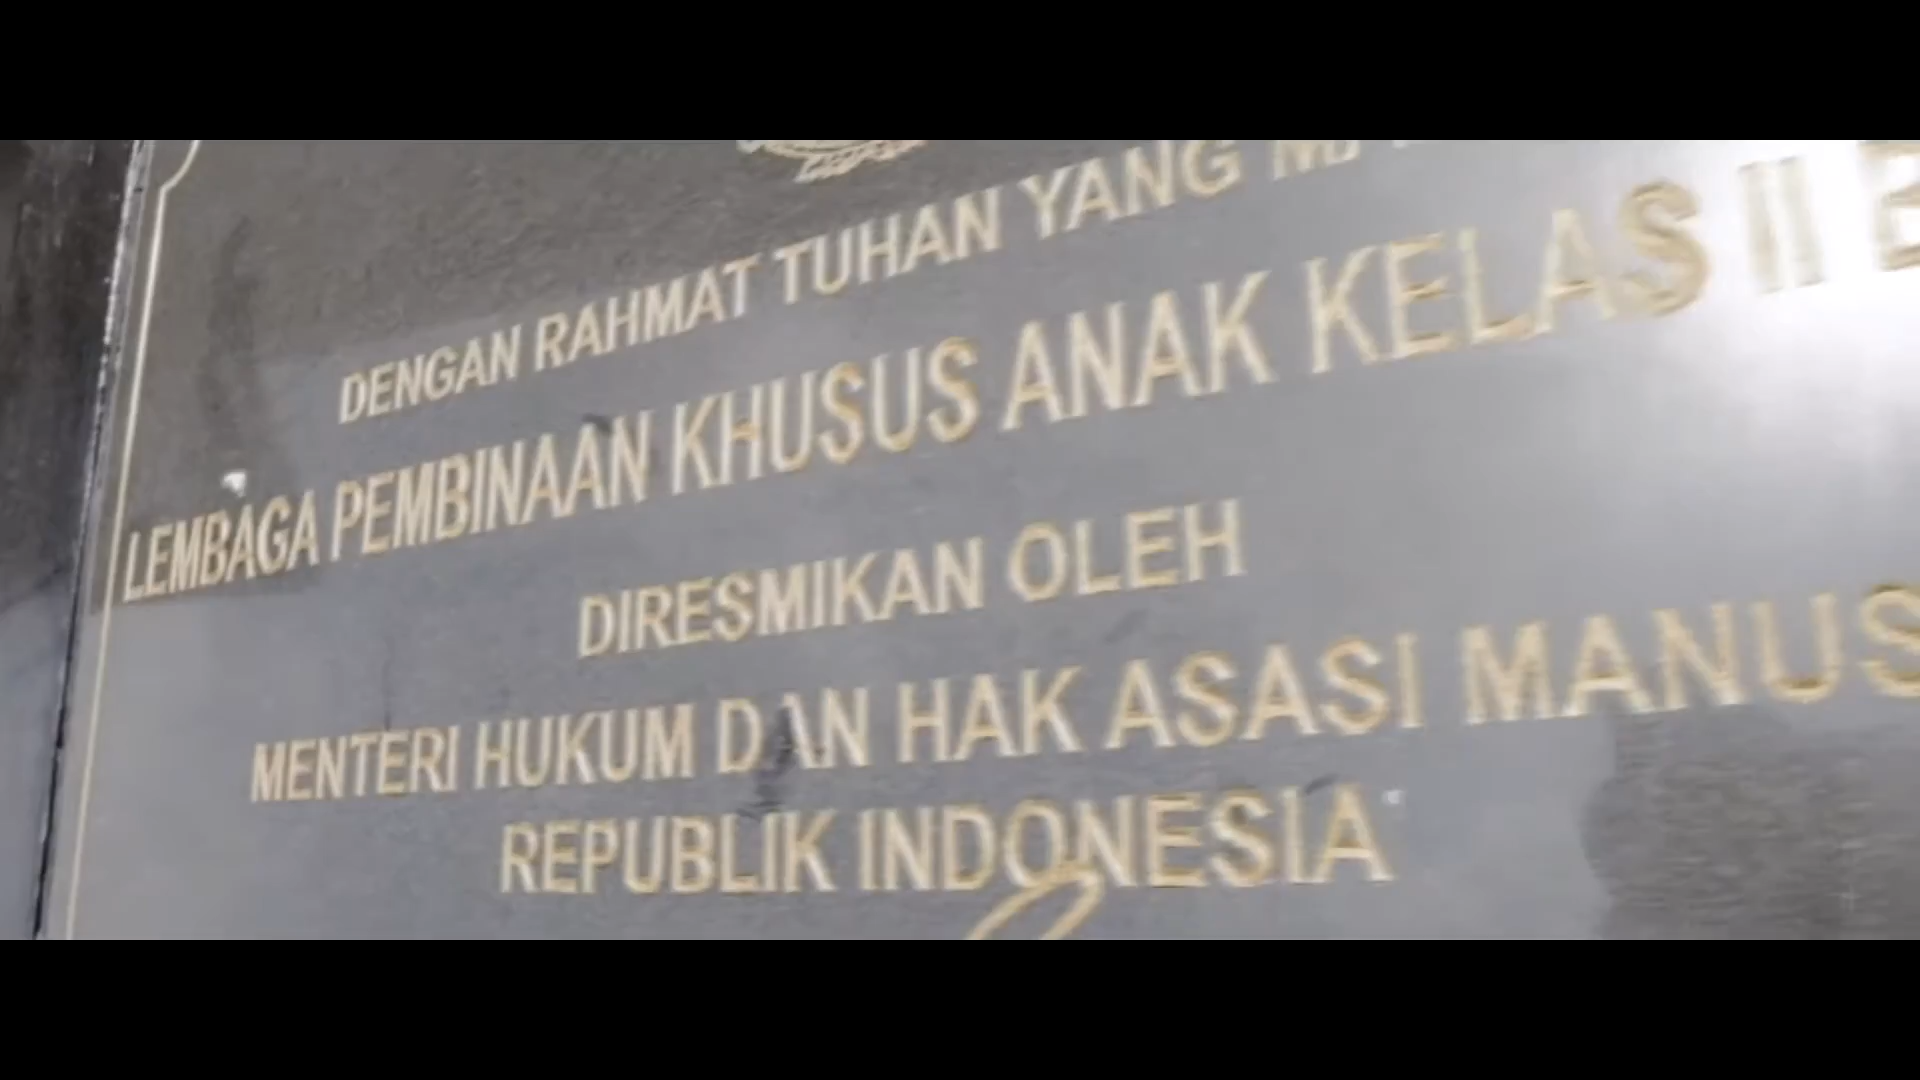 DENGAN RAHMAT TUHAN YANG
LEMBAGA PEMBINAAN KHUSUS ANAK KELAS II B
DIRESMIKAN OLEH
MENTERI HUKUM DAN HAK ASASI MANUS
REPUBLIK INDONESIA